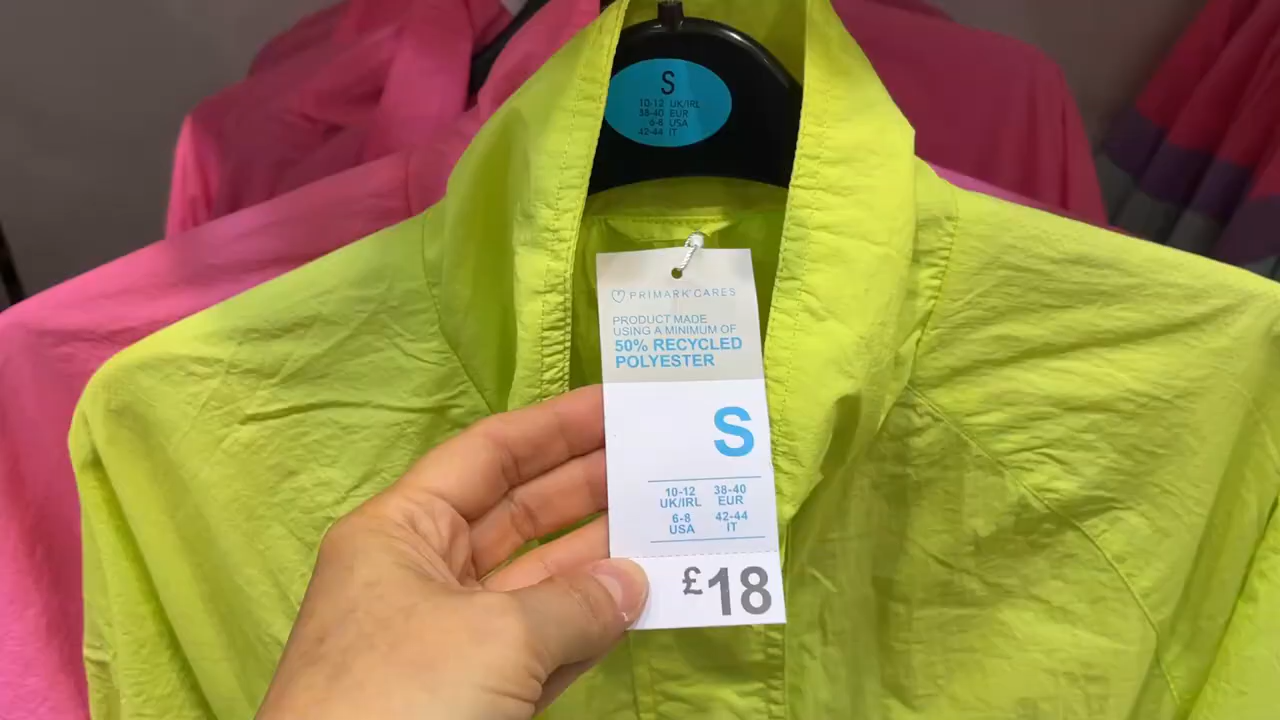 S
10-12 UK/IRL
38-40 EUR
6-8 USA
42-44 IT
PRIMARK CARES
PRODUCT MADE
USING A MINIMUM OF
50% RECYCLED
POLYESTER
S
10-12 38-40
UK/IRL EUR
6-8 42-44
USA IT
£18